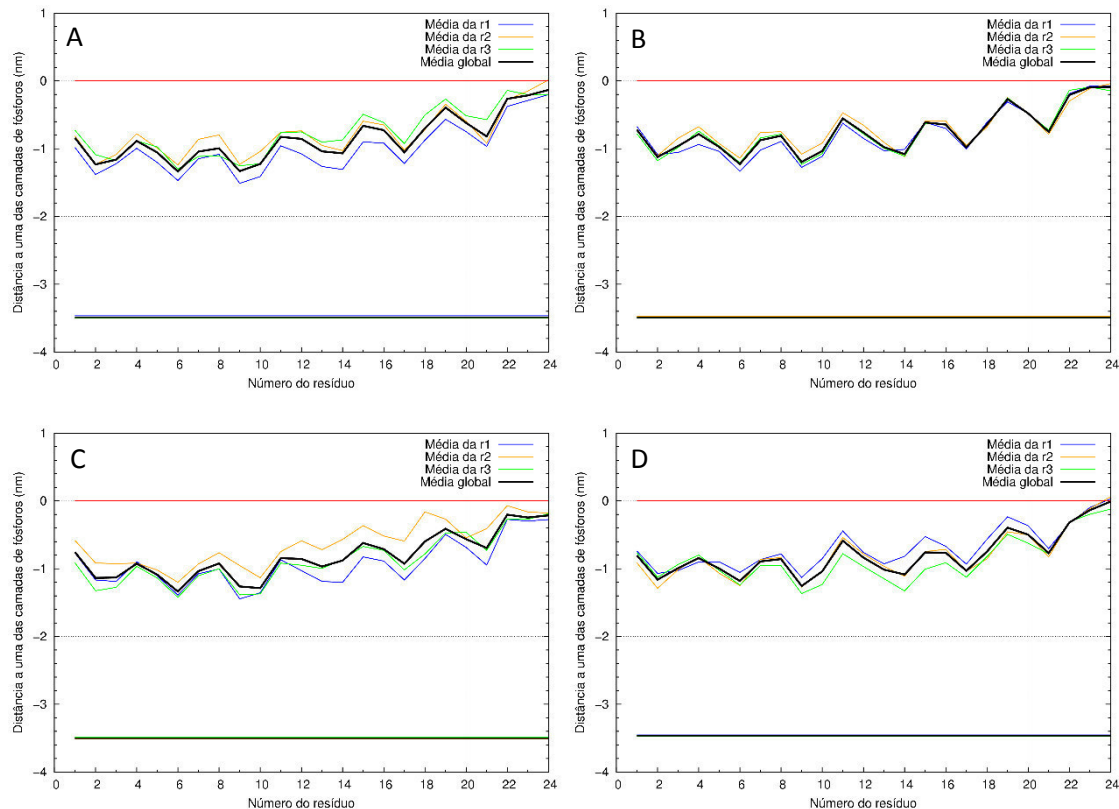 A
Média da r1
Média da r2
Média da r3
Média global
1
0
−1
−2
−3
−4
Distância a uma das camadas de fósforos (nm)
0 2 4 6 8 10 12 14 16 18 20 22 24
Número do resíduo
B
Média da r1
Média da r2
Média da r3
Média global
1
0
−1
−2
−3
−4
Distância a uma das camadas de fósforos (nm)
0 2 4 6 8 10 12 14 16 18 20 22 24
Número do resíduo
C
Média da r1
Média da r2
Média da r3
Média global
1
0
−1
−2
−3
−4
Distância a uma das camadas de fósforos (nm)
0 2 4 6 8 10 12 14 16 18 20 22 24
Número do resíduo
D
Média da r1
Média da r2
Média da r3
Média global
1
0
−1
−2
−3
−4
Distância a uma das camadas de fósforos (nm)
0 2 4 6 8 10 12 14 16 18 20 22 24
Número do resíduo